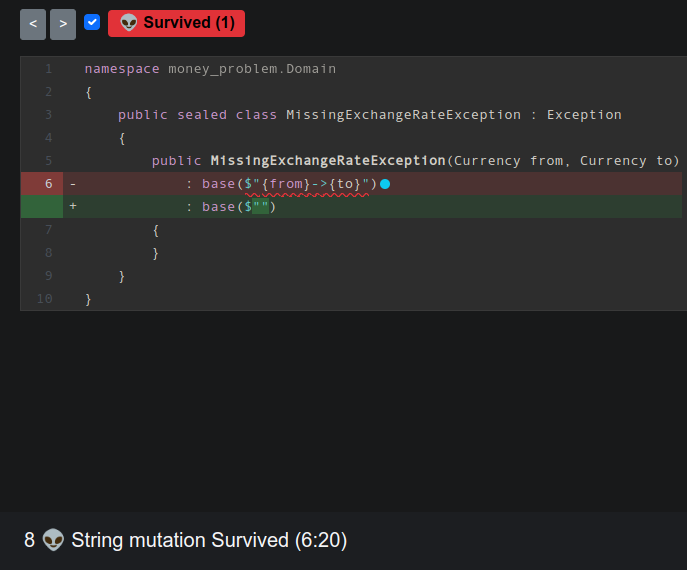 < > Survived (1)
1 namespace money_problem.Domain
2 {
3 public sealed class MissingExchangeRateException : Exception
4 {
5 public MissingExchangeRateException(Currency from, Currency to)
6 - : base($"{from}->{to}")
+ : base($"")
7 {
8 }
9 }
10 }
8 👽 String mutation Survived (6:20)